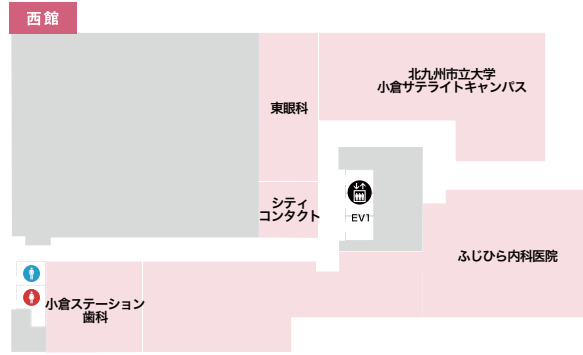 西館
北九州市立大学
小倉サテライトキャンパス
東眼科
シティ
コンタクト
EV1
ふじひら内科医院
小倉ステーション
歯科